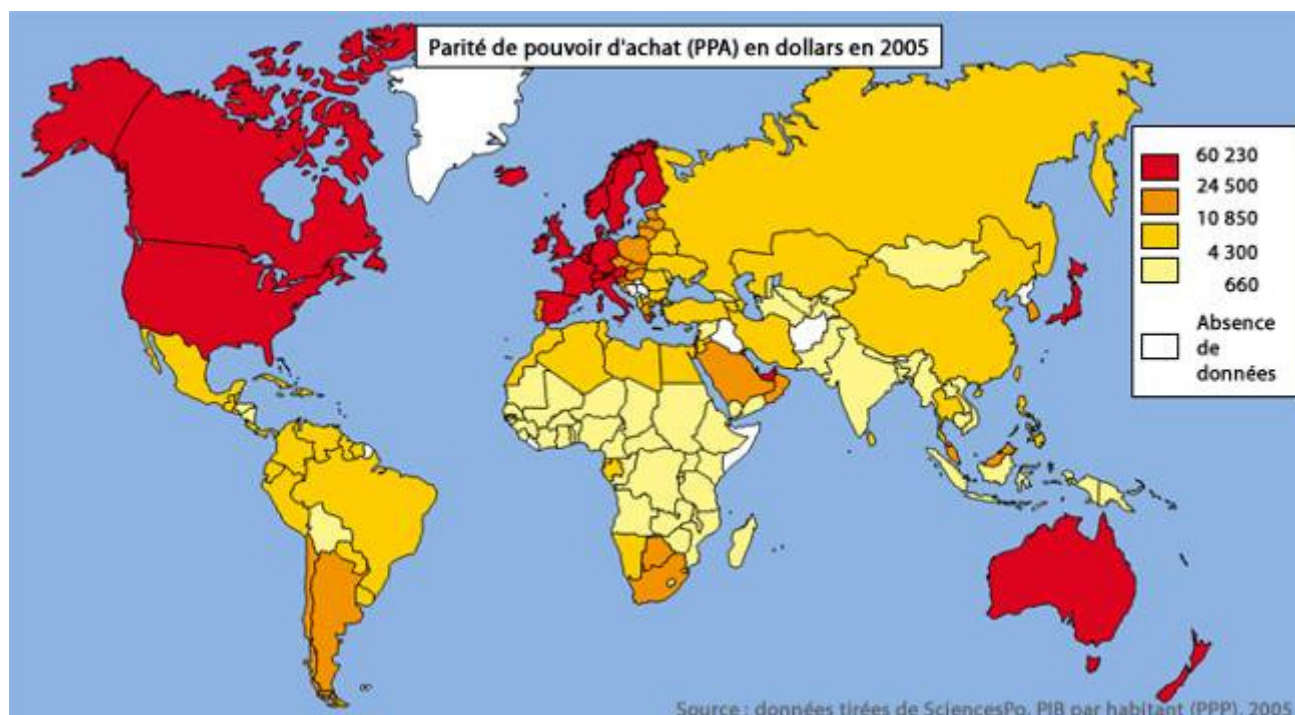 Parité de pouvoir d'achat (PPA) en dollars en 2005
60 230
24 500
10 850
4 300
660
Absence
de
données
Source : données tirées de SciencesPo, PIB par habitant (PPP), 2005